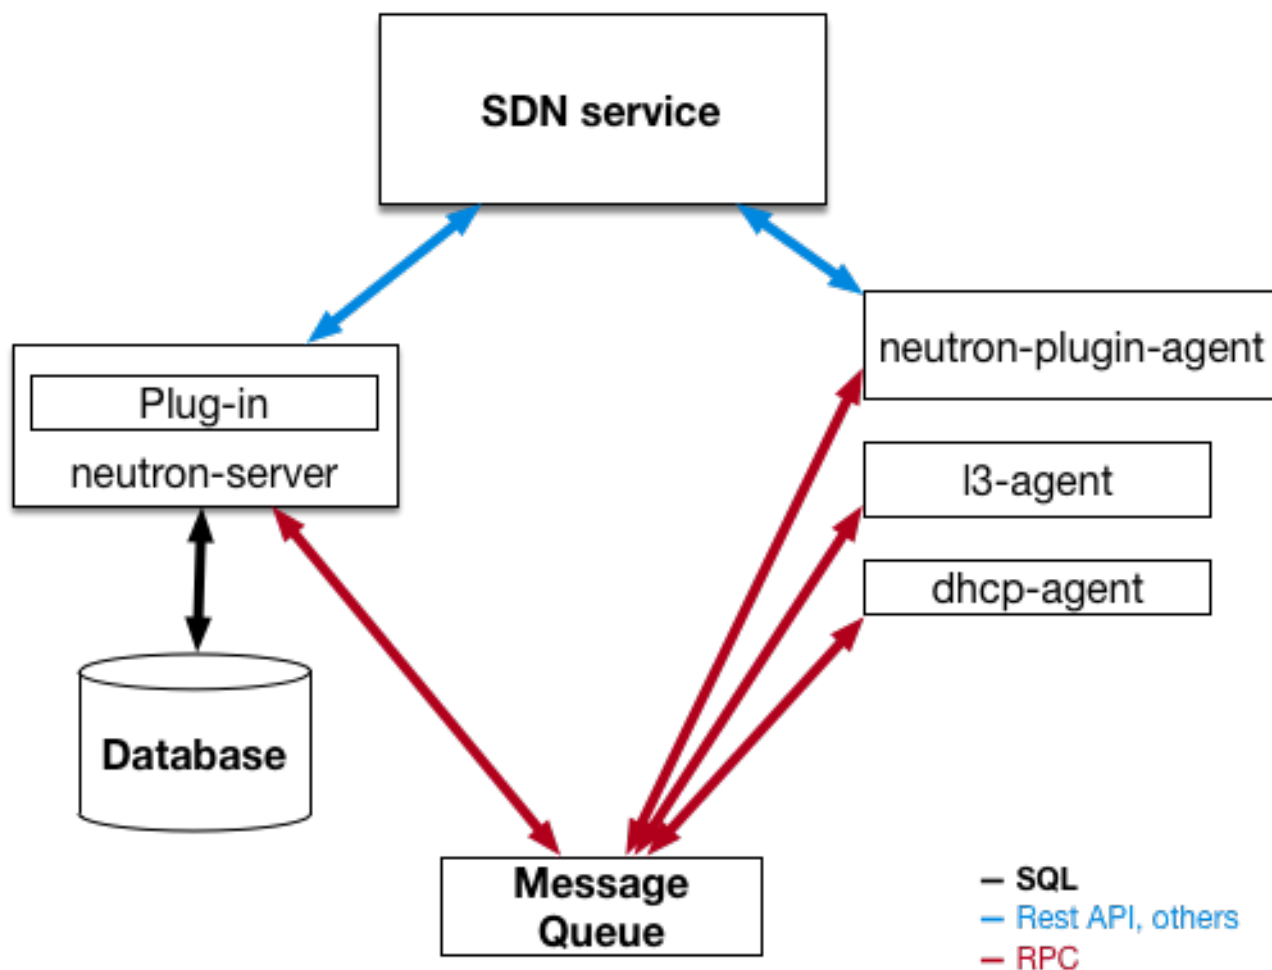 SDN service
neutron-plugin-agent
Plug-in
neutron-server
l3-agent
dhcp-agent
Database
Message
Queue
SQL
Rest API, others
RPC